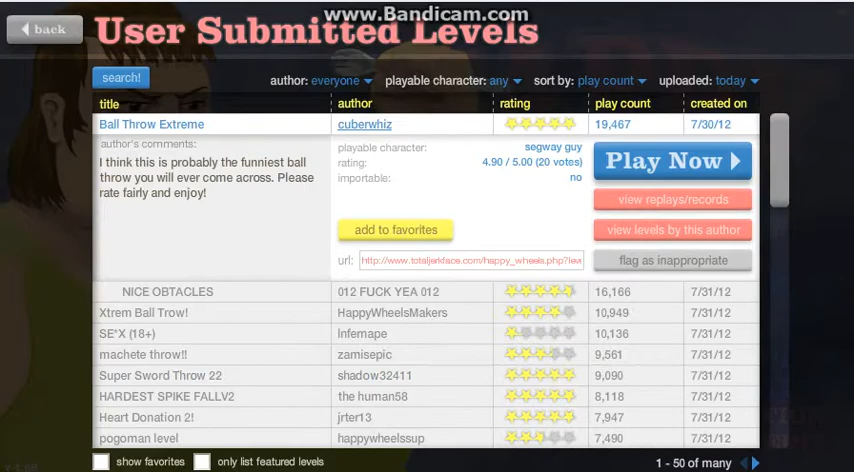 www.Bandicam.com
back
User Submitted Levels
search!
author: everyone playable character: any sort by: play count uploaded: today
title author rating play count created on
Ball Throw Extreme cuberwhiz 19,467 7/30/12
author's comments:
I think this is probably the funniest ball
throw you will ever come across. Please
rate fairly and enjoy!
playable character: segway guy
rating: 4.90 / 5.00 (20 votes)
importable: no
add to favorites
url: http://www.totaljerkface.com/happy_wheels.php?lev
Play Now
view replays/records
view levels by this author
flag as inappropriate
NICE OBTACLES 012 FUCK YEA 012 16,166 7/31/12
Xtrem Ball Trow! HappyWheelsMakers 10,949 7/31/12
SE*X (18+) Infemape 10,136 7/31/12
machete throw!! zamisepic 9,561 7/31/12
Super Sword Throw 22 shadow32411 9,090 7/31/12
HARDEST SPIKE FALLV2 the human58 8,118 7/31/12
Heart Donation 2! jrter13 7,947 7/31/12
pogoman level happywheelssup 7,490 7/31/12
show favorites only list featured levels 1 - 50 of many